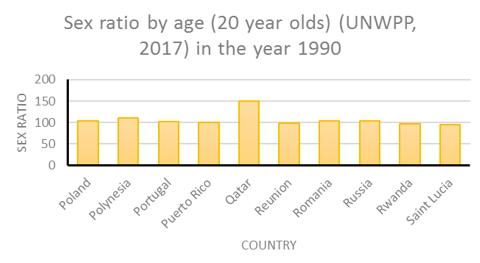 Sex ratio by age (20 year olds) (UNWPP,
2017) in the year 1990
200
150
100
50
0
SEX RATIO
Poland
Polynesia
Portugal
Puerto Rico
Qatar
Reunion
Romania
Russia
Rwanda
Saint Lucia
COUNTRY